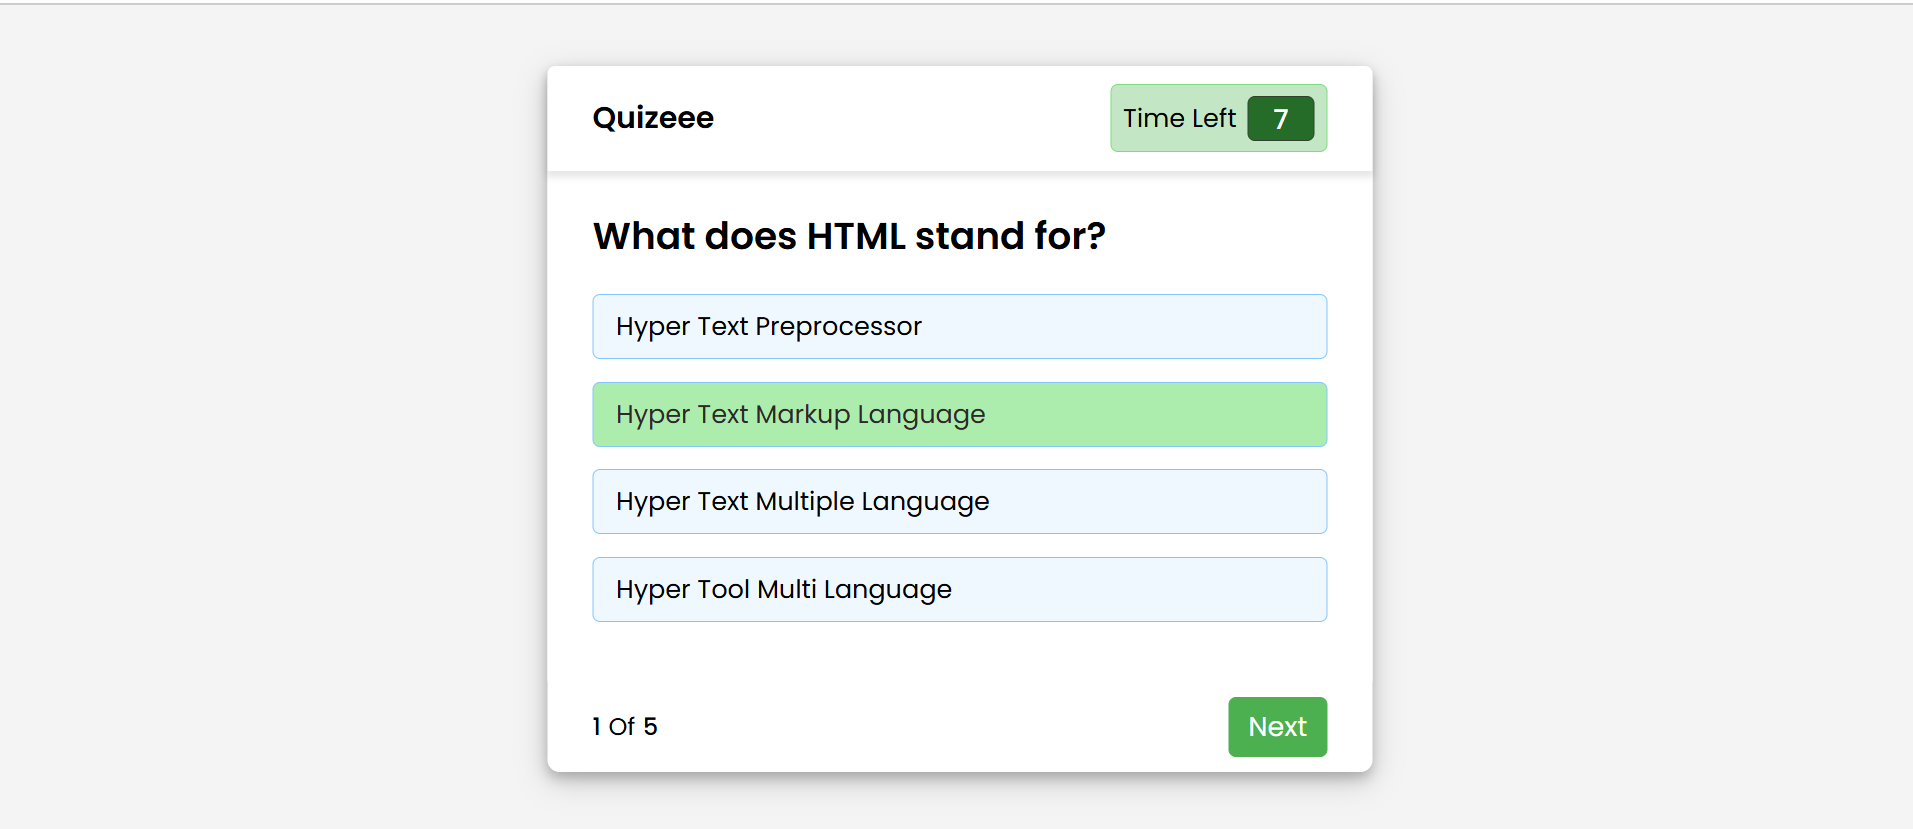 Quizeee
Time Left 7
What does HTML stand for?
Hyper Text Preprocessor
Hyper Text Markup Language
Hyper Text Multiple Language
Hyper Tool Multi Language
1 Of 5
Next